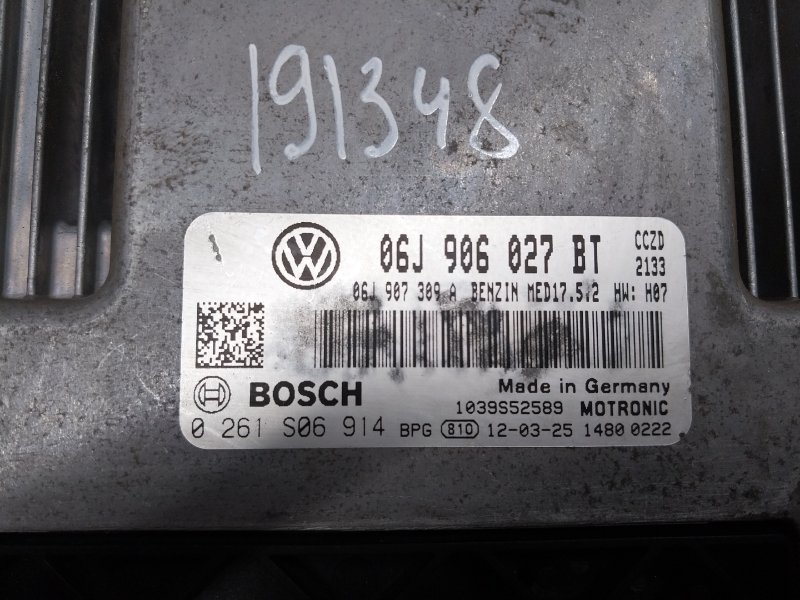 191348
06J 906 027 BT CCZD
2133
06J 907 309 A BENZIN MED17.5.2 HW: H07
BOSCH Made in Germany
1039S52589 MOTRONIC
0 261 S06 914 BPG 810 12-03-25 1480 0222